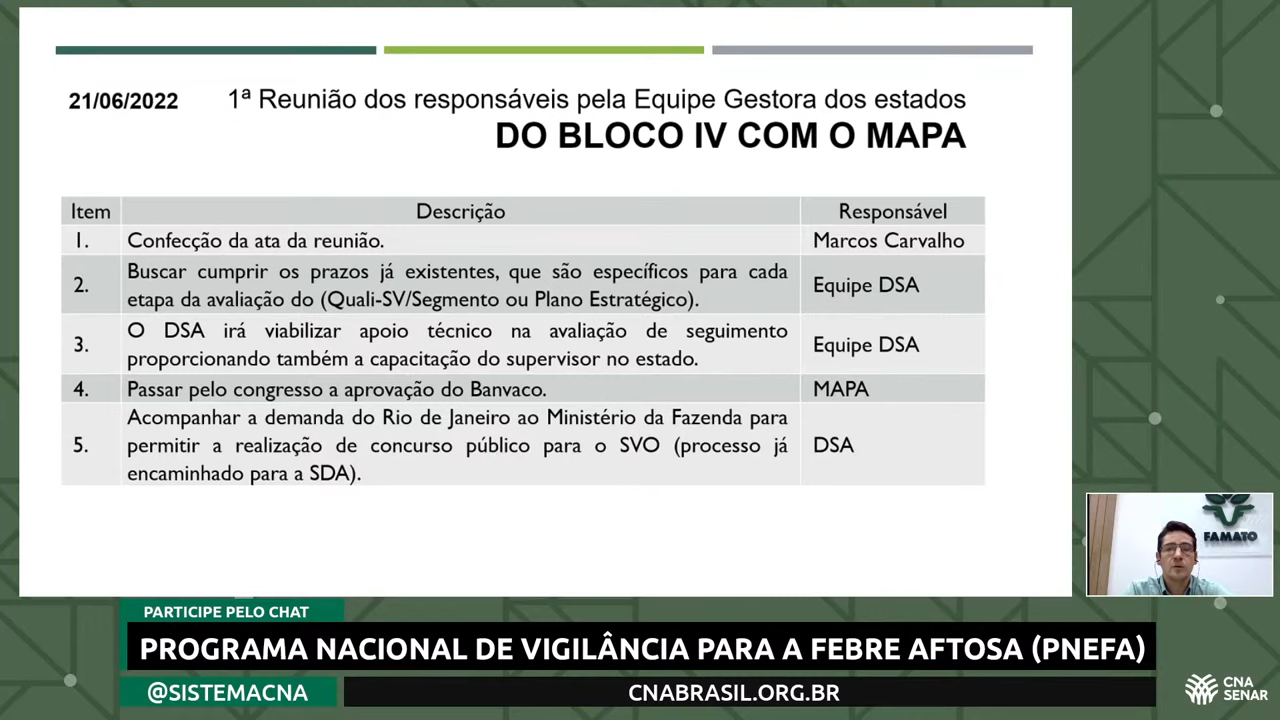 21/06/2022 1ª Reunião dos responsáveis pela Equipe Gestora dos estados
DO BLOCO IV COM O MAPA
Item Descrição Responsável
1. Confecção da ata da reunião. Marcos Carvalho
2. Buscar cumprir os prazos já existentes, que são específicos para cada
etapa da avaliação do (Quali-SV/Segmento ou Plano Estratégico). Equipe DSA
3. O DSA irá viabilizar apoio técnico na avaliação de seguimento
proporcionando também a capacitação do supervisor no estado. Equipe DSA
4. Passar pelo congresso a aprovação do Banvaco. MAPA
5. Acompanhar a demanda do Rio de Janeiro ao Ministério da Fazenda para
permitir a realização de concurso público para o SVO (processo já
encaminhado para a SDA). DSA
FAMATO
PARTICIPE PELO CHAT
PROGRAMA NACIONAL DE VIGILÂNCIA PARA A FEBRE AFTOSA (PNEFA)
@SISTEMACNA CNABRASIL.ORG.BR
CNA
SENAR